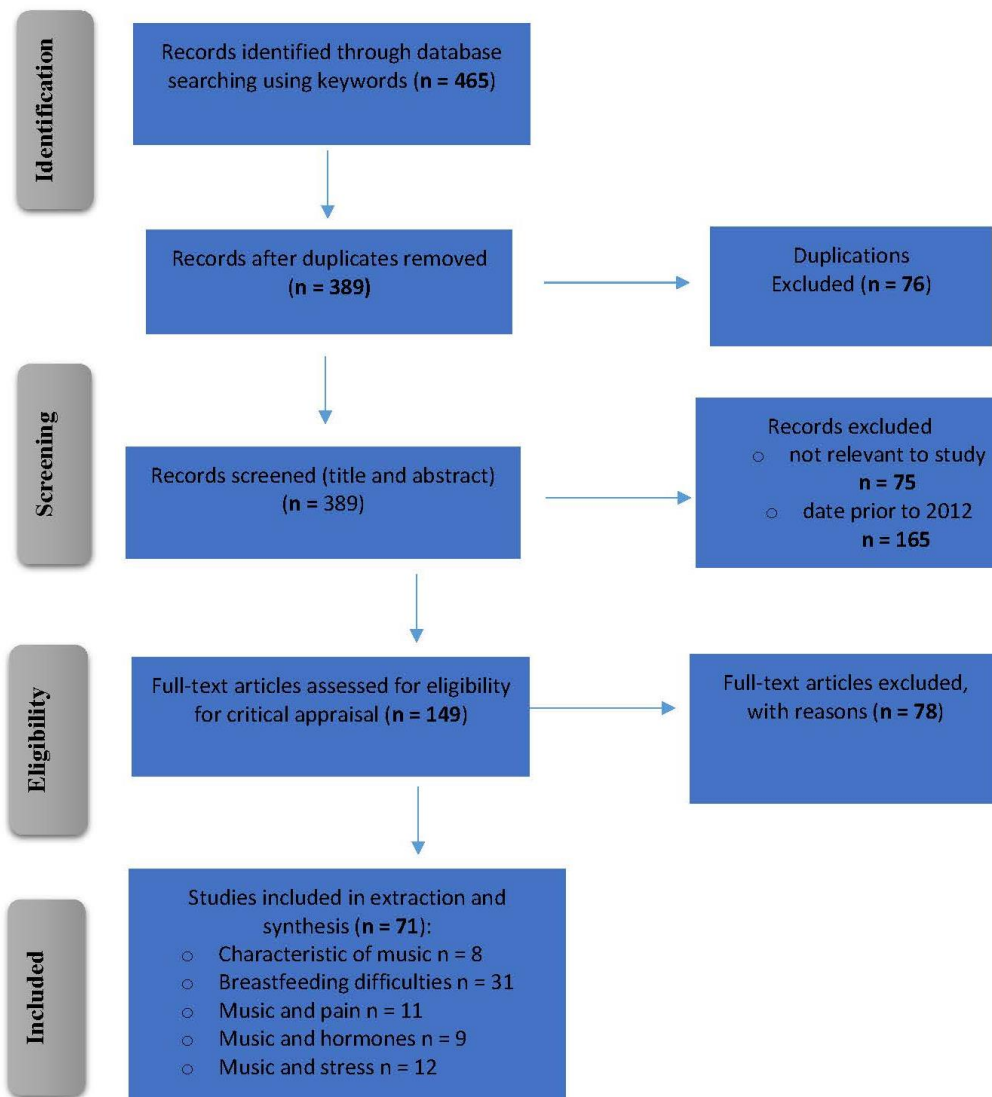 Identification
Records identified through database
searching using keywords (n = 465)
Records after duplicates removed
(n = 389)
Duplications
Excluded (n = 76)
Screening
Records screened (title and abstract)
(n = 389)
Records excluded
○ not relevant to study
n = 75
○ date prior to 2012
n = 165
Eligibility
Full-text articles assessed for eligibility
for critical appraisal (n = 149)
Full-text articles excluded,
with reasons (n = 78)
Included
Studies included in extraction and
synthesis (n = 71):
○ Characteristic of music n = 8
○ Breastfeeding difficulties n = 31
○ Music and pain n = 11
○ Music and hormones n = 9
○ Music and stress n = 12